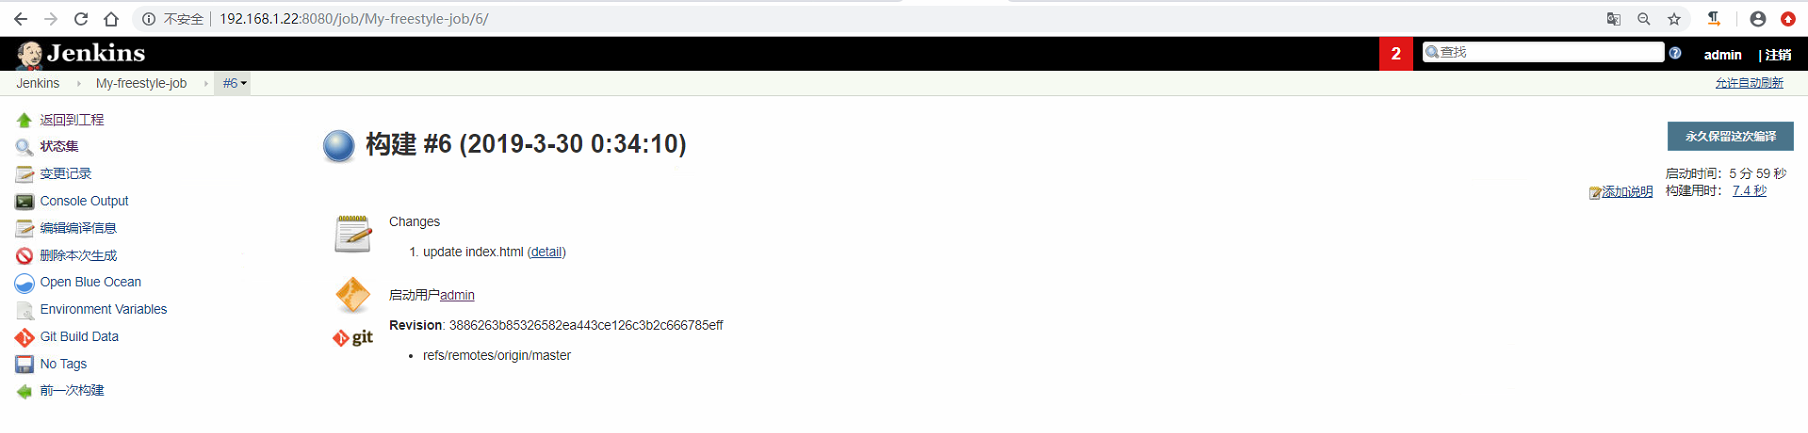 不安全 | 192.168.1.22:8080/job/My-freestyle-job/6/
Jenkins
2
查找
admin
| 注销
Jenkins
My-freestyle-job
#6
允许自动刷新
返回到工程
状态集
变更记录
Console Output
编辑编译信息
删除本次生成
Open Blue Ocean
Environment Variables
Git Build Data
No Tags
前一次构建
构建 #6 (2019-3-30 0:34:10)
永久保留这次编译
启动时间: 5 分 59 秒
添加说明
构建用时: 7.4 秒
Changes
1. update index.html (detail)
启动用户admin
git
Revision: 3886263b85326582ea443ce126c3b2c666785eff
• refs/remotes/origin/master